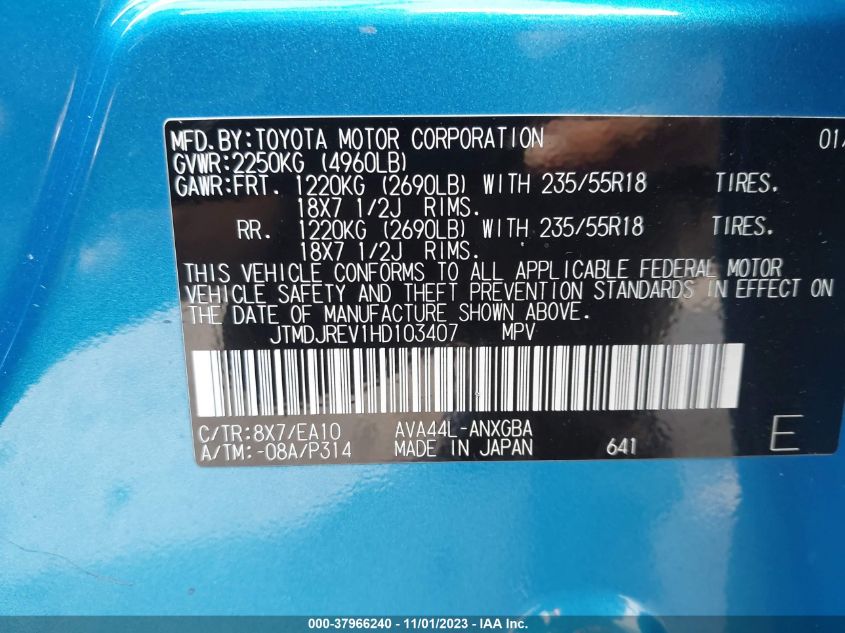 MFD.BY:TOYOTA MOTOR CORPORATION 01/
GVWR:2250KG (4960LB)
GAWR:FRT. 1220KG (2690LB) WITH 235/55R18 TIRES.
18X7 1/2J RIMS.
RR. 1220KG (2690LB) WITH 235/55R18 TIRES.
18X7 1/2J RIMS.
THIS VEHICLE CONFORMS TO ALL APPLICABLE FEDERAL MOTOR
VEHICLE SAFETY AND THEFT PREVENTION STANDARDS IN EFFECT ON
THE DATE OF MANUFACTURE SHOWN ABOVE.
JTMDJREV1HD103407 MPV
C/TR:8X7/EA10 AVA44L-ANXGBA
A/TM:-08A/P314 MADE IN JAPAN 641 E
000-37966240 - 11/01/2023 - IAA Inc.